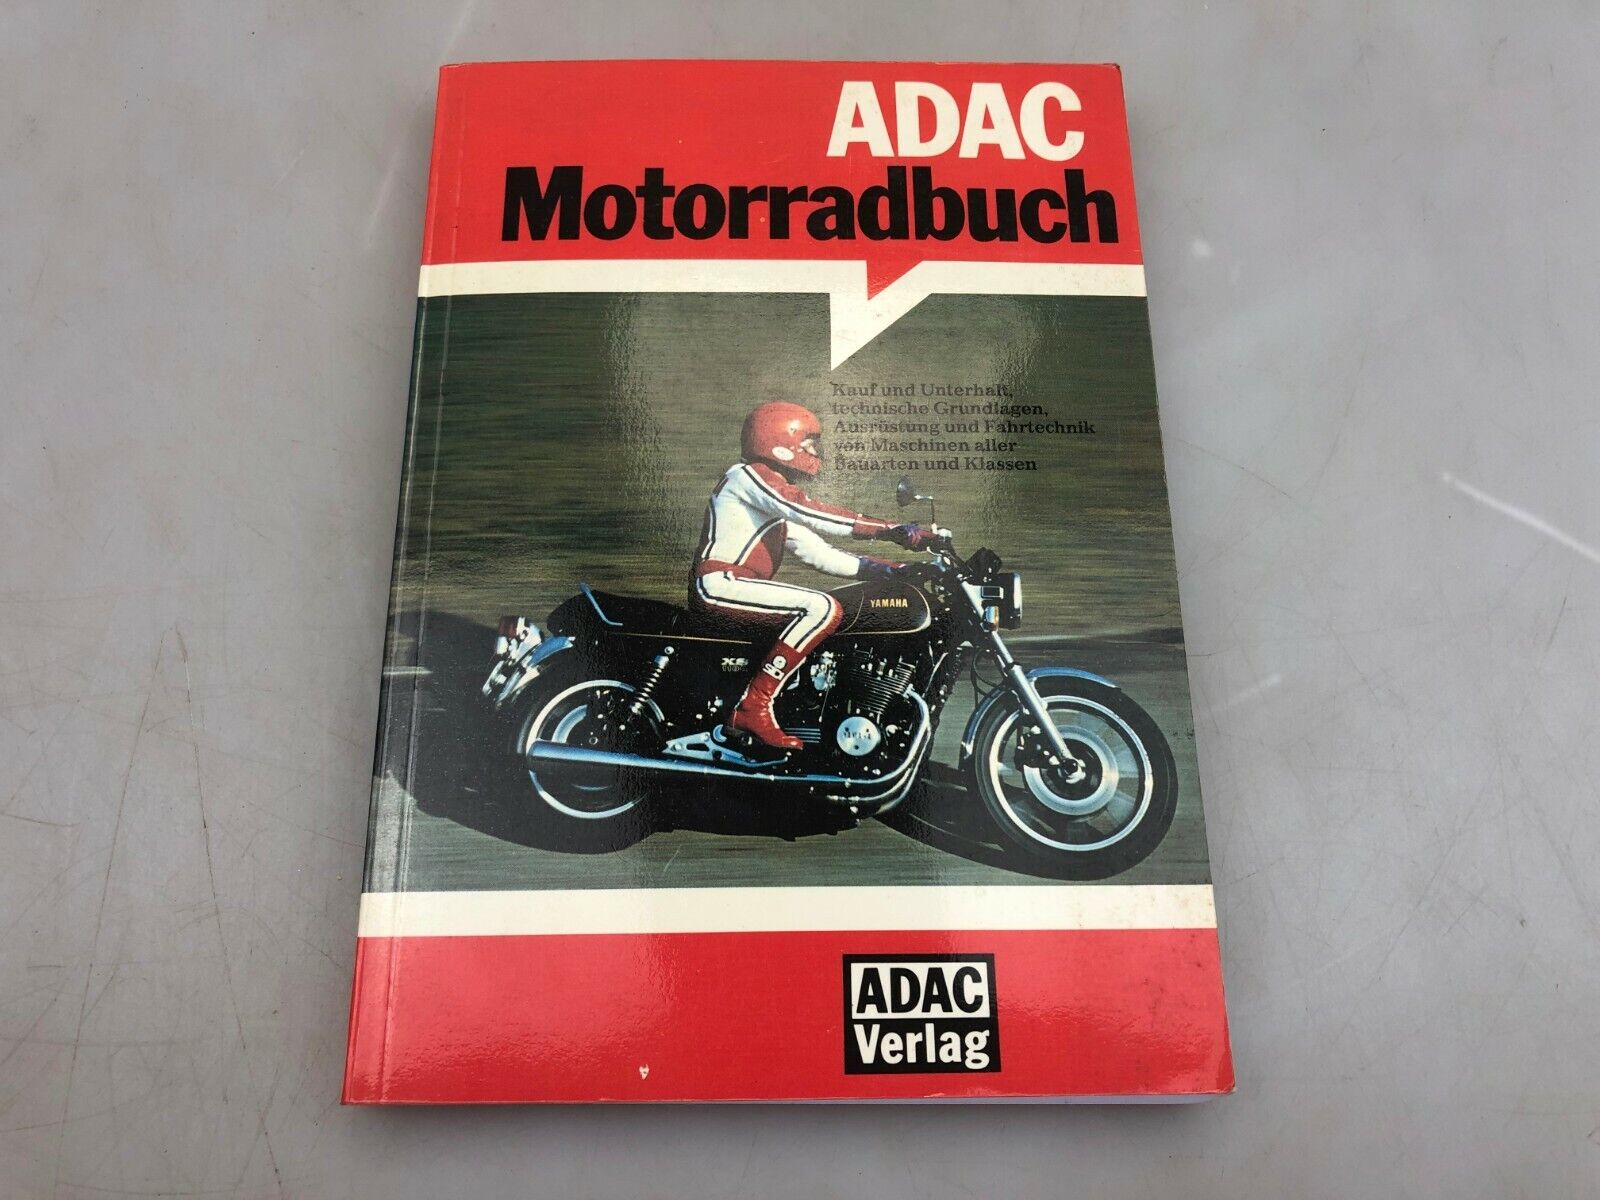 ADAC
Motorradbuch
Kauf und Unterhalt,
technische Grundlagen,
Ausrüstung und Fahrtechnik
von Maschinen aller
Bauarten und Klassen
YAMAHA
XS
ADAC
Verlag